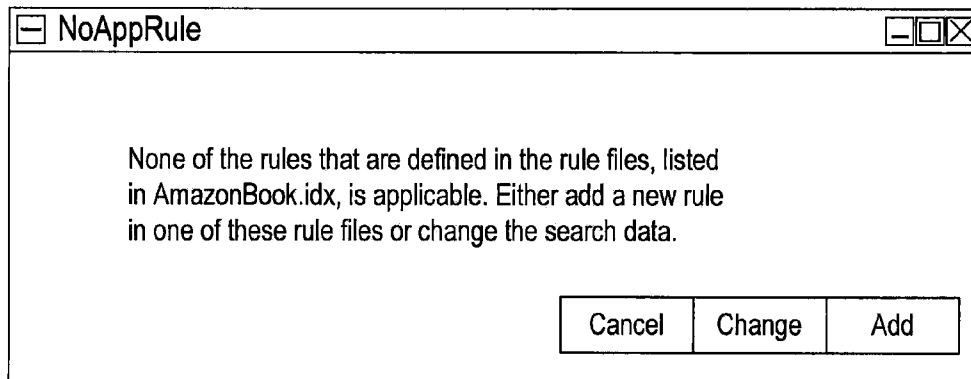 NoAppRule
None of the rules that are defined in the rule files, listed
in AmazonBook.idx, is applicable. Either add a new rule
in one of these rule files or change the search data.
Cancel Change Add